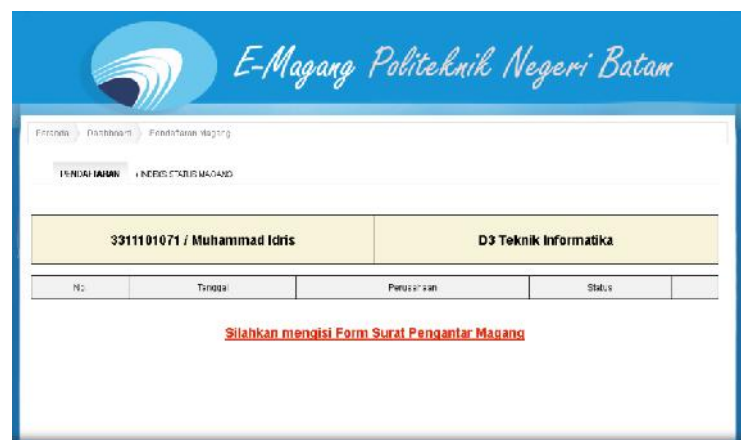 E-Magang Politeknik Negeri Batam
Beranda Dashboard Pendaftaran Magang
PENDAFTARAN INDEKS STATUS MAGANG
3311101071 / Muhammad Idris D3 Teknik Informatika
No Tanggal Perusahaan Status
Silahkan mengisi Form Surat Pengantar Magang